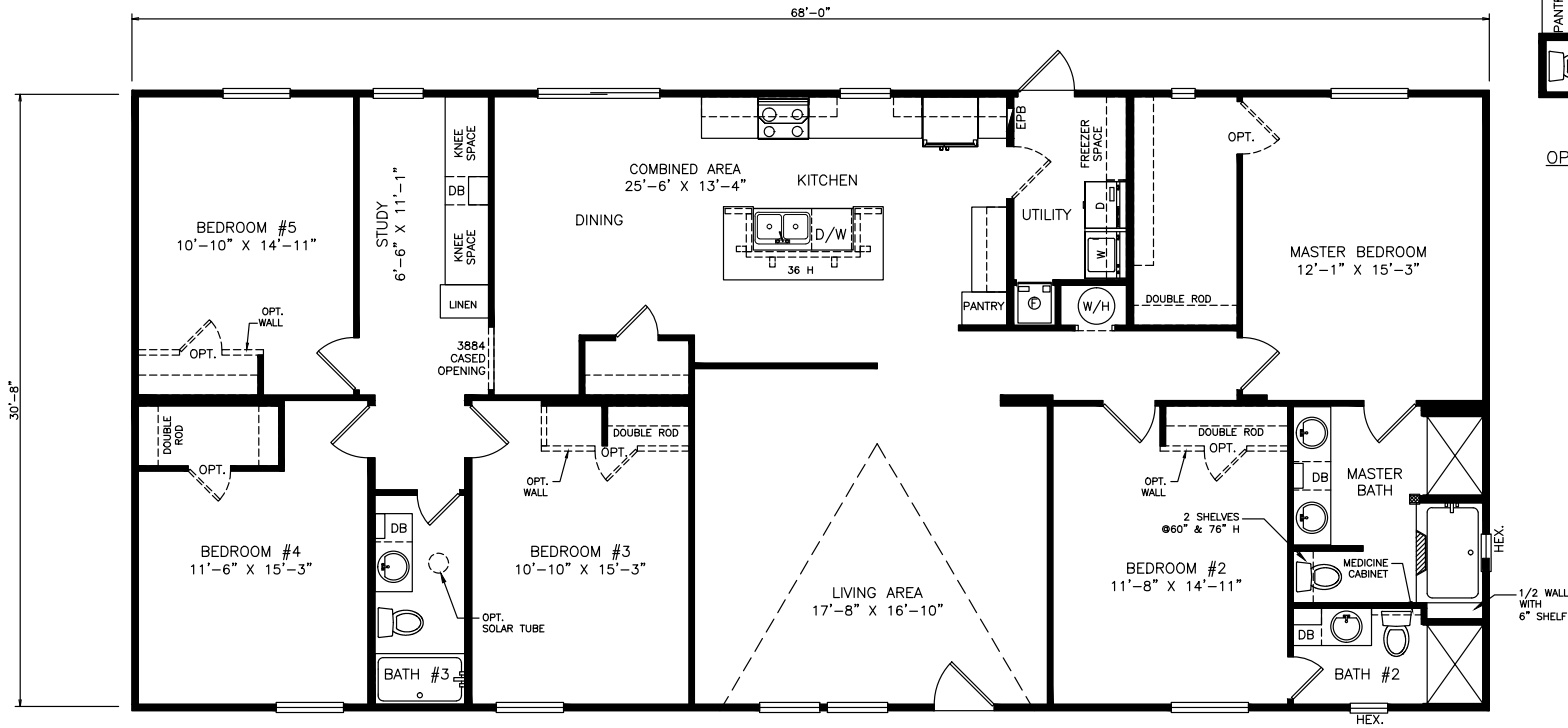 68'-0"
30'-8"
BEDROOM #5
10'-10" X 14'-11"
OPT.
WALL
OPT.
STUDY
6'-6" X 11'-1"
KNEE
SPACE
DB
KNEE
SPACE
LINEN
3884
CASED
OPENING
COMBINED AREA
25'-6' X 13'-4"
DINING
KITCHEN
D/W
36 H
PANTRY
EPB
UTILITY
FREEZER
SPACE
D
W
F
W/H
DOUBLE ROD
OPT.
MASTER BEDROOM
12'-1" X 15'-3"
DOUBLE
ROD
OPT.
BEDROOM #4
11'-6" X 15'-3"
DB
OPT.
SOLAR TUBE
BATH #3
DOUBLE ROD
OPT.
OPT.
WALL
BEDROOM #3
10'-10" X 15'-3"
LIVING AREA
17'-8" X 16'-10"
DOUBLE ROD
OPT.
OPT.
WALL
2 SHELVES
@60" & 76" H
BEDROOM #2
11'-8" X 14'-11"
DB
MASTER
BATH
MEDICINE
CABINET
HEX.
1/2 WALL
WITH
6" SHELF
DB
BATH #2
HEX.